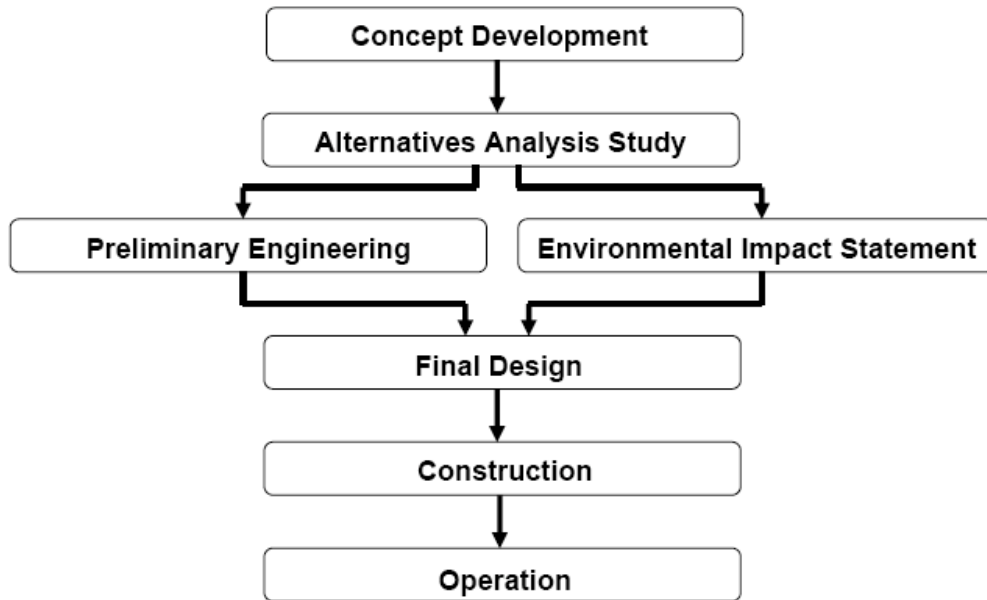 Concept Development
Alternatives Analysis Study
Preliminary Engineering
Environmental Impact Statement
Final Design
Construction
Operation